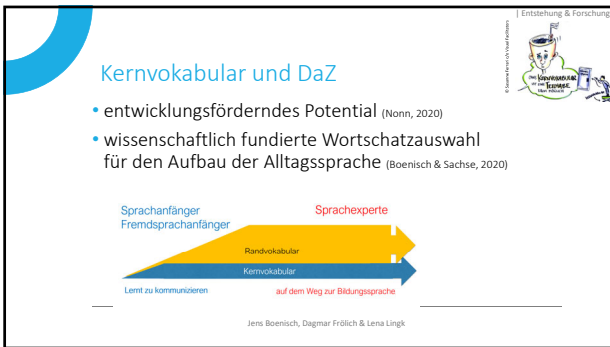 | Entstehung & Forschung
Kernvokabular und DaZ
• entwicklungsförderndes Potential (Nonn, 2020)
• wissenschaftlich fundierte Wortschatzauswahl
für den Aufbau der Alltagssprache (Boenisch & Sachse, 2020)
Sprachanfänger
Fremdsprachanfänger
Sprachexperte
Randvokabular
Kernvokabular
Lernt zu kommunizieren
auf dem Weg zur Bildungssprache
Jens Boenisch, Dagmar Frölich & Lena Lingk